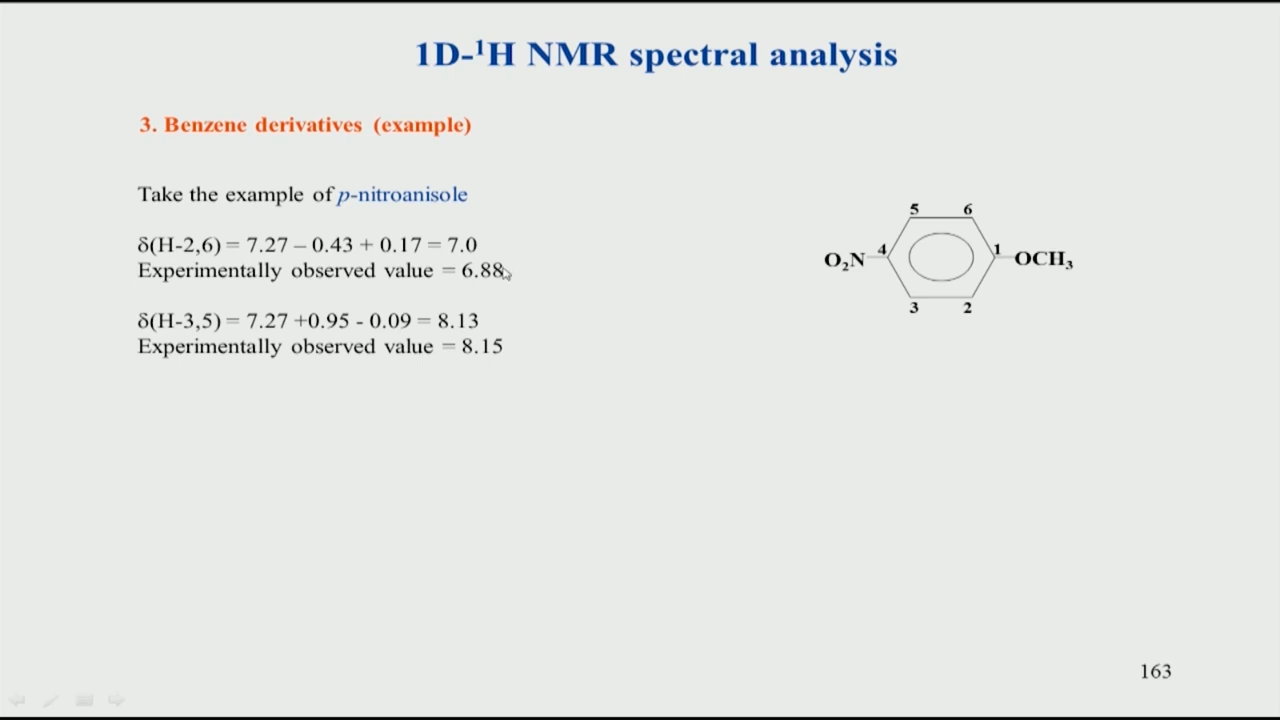 1D-¹H NMR spectral analysis
3. Benzene derivatives (example)
Take the example of p-nitroanisole
δ(H-2,6) = 7.27 – 0.43 + 0.17 = 7.0
Experimentally observed value = 6.88
δ(H-3,5) = 7.27 +0.95 - 0.09 = 8.13
Experimentally observed value = 8.15
5 6
O₂N 4 1 OCH₃
3 2
163